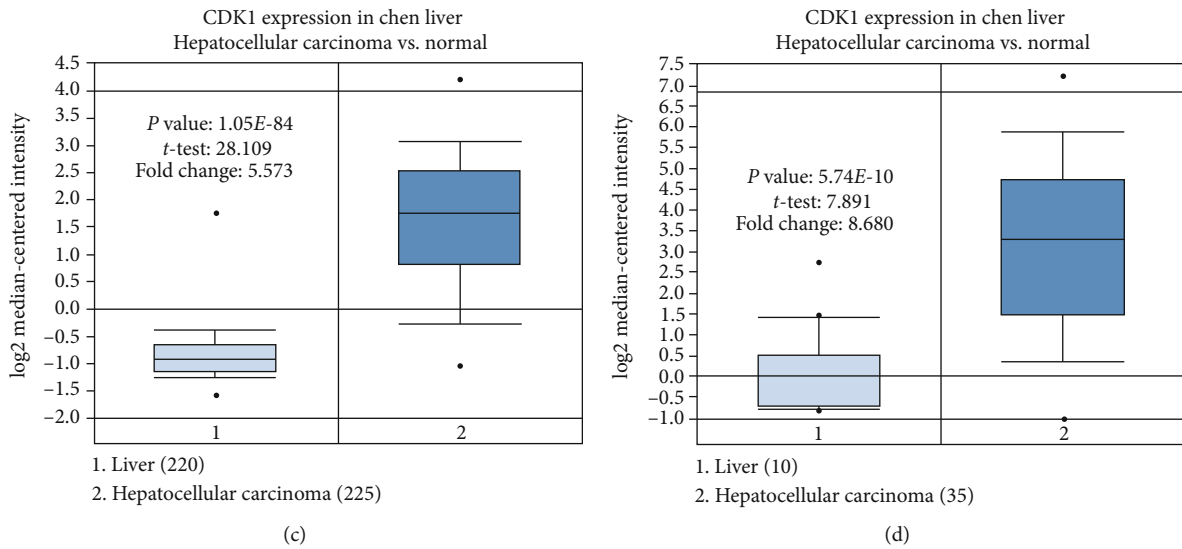 CDK1 expression in chen liver
Hepatocellular carcinoma vs. normal
log2 median-centered intensity
4.5
4.0
3.5
3.0
2.5
2.0
1.5
1.0
0.5
0.0
−0.5
−1.0
−1.5
−2.0
P value: 1.05E-84
t-test: 28.109
Fold change: 5.573
1 2
1. Liver (220)
2. Hepatocellular carcinoma (225)
(c)
CDK1 expression in chen liver
Hepatocellular carcinoma vs. normal
log2 median-centered intensity
7.5
7.0
6.5
6.0
5.5
5.0
4.5
4.0
3.5
3.0
2.5
2.0
1.5
1.0
0.5
0.0
−0.5
−1.0
P value: 5.74E-10
t-test: 7.891
Fold change: 8.680
1 2
1. Liver (10)
2. Hepatocellular carcinoma (35)
(d)